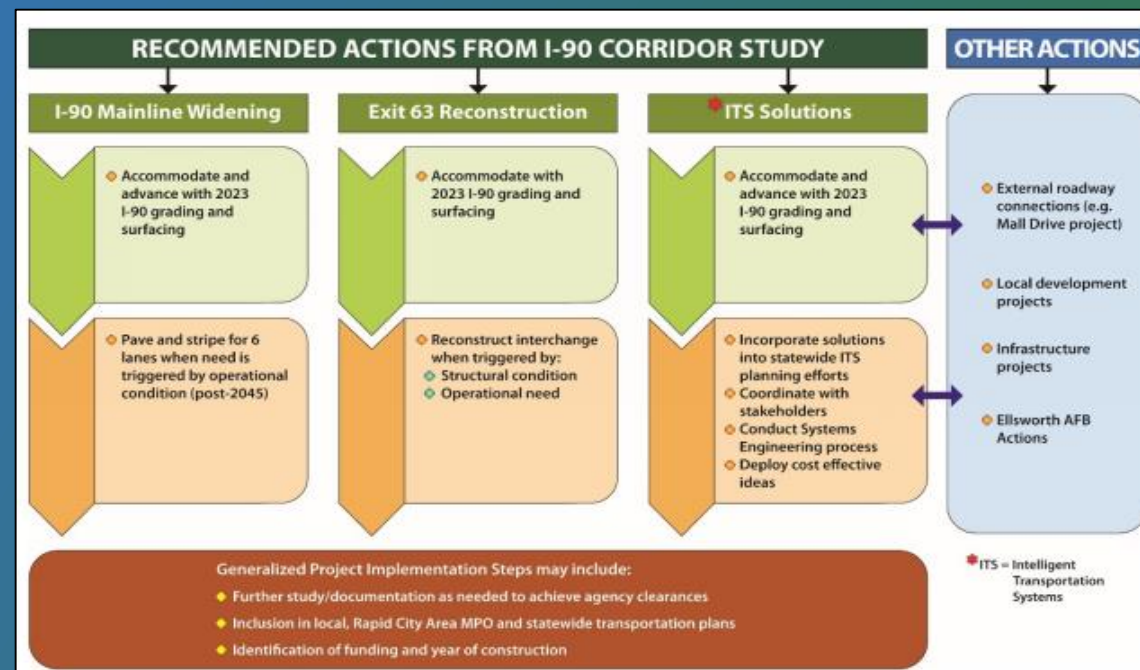 RECOMMENDED ACTIONS FROM I-90 CORRIDOR STUDY
I-90 Mainline Widening
Accommodate and
advance with 2023
I-90 grading and
surfacing
Pave and stripe for 6
lanes when need is
triggered by operational
condition (post-2045)
Exit 63 Reconstruction
Accommodate with
2023 I-90 grading and
surfacing
Reconstruct interchange
when triggered by:
Structural condition
Operational need
*ITS Solutions
Accommodate and
advance with 2023
I-90 grading and
surfacing
Incorporate solutions
into statewide ITS
planning efforts
Coordinate with
stakeholders
Conduct Systems
Engineering process
Deploy cost effective
ideas
OTHER ACTIONS
External roadway
connections (e.g.
Mall Drive project)
Local development
projects
Infrastructure
projects
Ellsworth AFB
Actions
*ITS = Intelligent
Transportation
Systems
Generalized Project Implementation Steps may include:
Further study/documentation as needed to achieve agency clearances
Inclusion in local, Rapid City Area MPO and statewide transportation plans
Identification of funding and year of construction